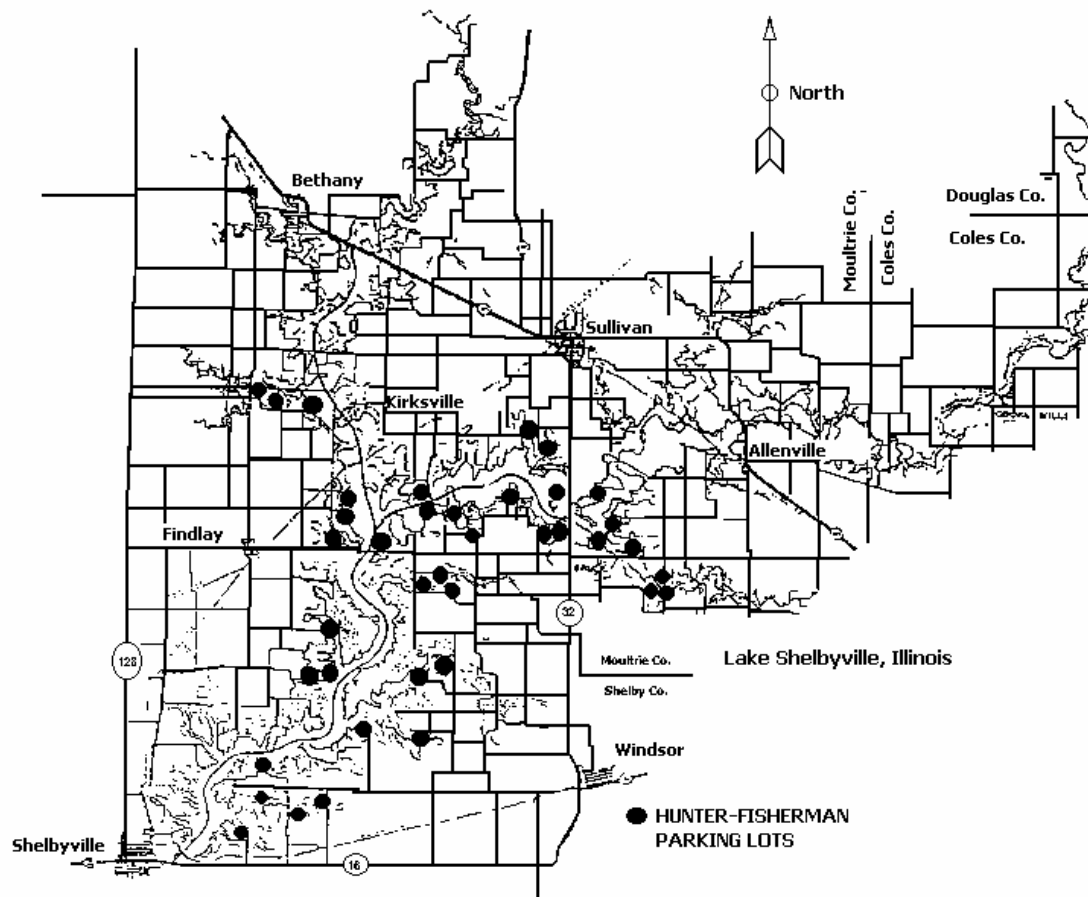 North
Bethany
Douglas Co.
Coles Co.
Moultrie Co.
Coles Co.
Sullivan
Kirksville
Allenville
Findlay
32
128
Moultrie Co.
Shelby Co.
Lake Shelbyville, Illinois
Windsor
HUNTER-FISHERMAN
PARKING LOTS
Shelbyville
16